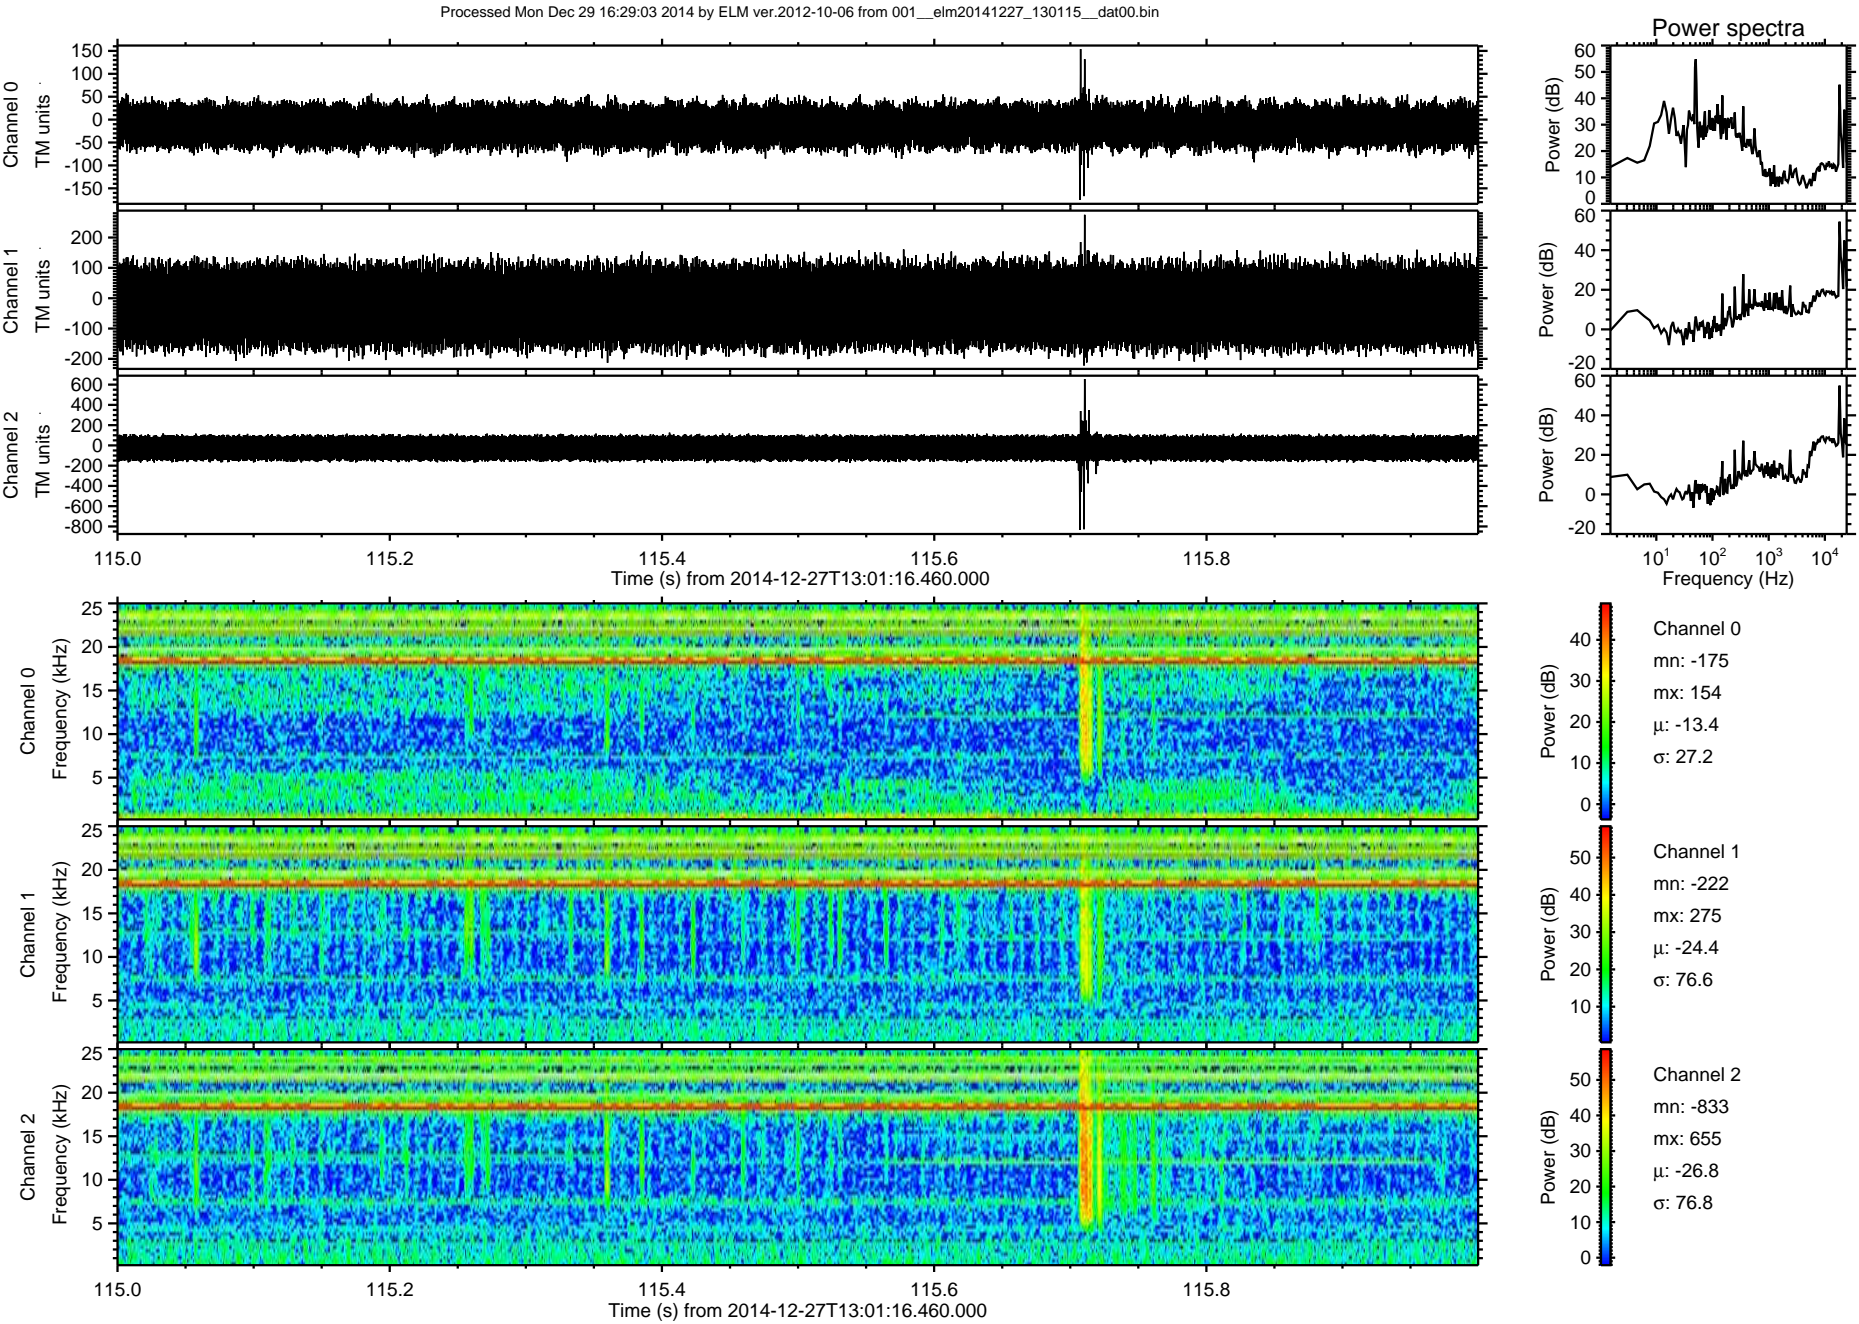 Processed Mon Dec 29 16:29:03 2014 by ELM ver.2012-10-06 from 001__elm20141227_130115__dat00.bin
Power spectra
Channel 0
TM units
150
100
50
0
-50
-100
-150
Power (dB)
60
50
40
30
20
10
0
Channel 1
TM units
200
100
0
-100
-200
Power (dB)
60
40
20
0
-20
Channel 2
TM units
600
400
200
0
-200
-400
-600
-800
Power (dB)
60
40
20
0
-20
115.0 115.2 115.4 115.6 115.8
Time (s) from 2014-12-27T13:01:16.460.000
10^1 10^2 10^3 10^4
Frequency (Hz)
Channel 0
Frequency (kHz)
25
20
15
10
5
Power (dB)
40
30
20
10
0
Channel 0
mn: -175
mx: 154
μ: -13.4
σ: 27.2
Channel 1
Frequency (kHz)
25
20
15
10
5
Power (dB)
50
40
30
20
10
Channel 1
mn: -222
mx: 275
μ: -24.4
σ: 76.6
Channel 2
Frequency (kHz)
25
20
15
10
5
Power (dB)
50
40
30
20
10
0
Channel 2
mn: -833
mx: 655
μ: -26.8
σ: 76.8
115.0 115.2 115.4 115.6 115.8
Time (s) from 2014-12-27T13:01:16.460.000